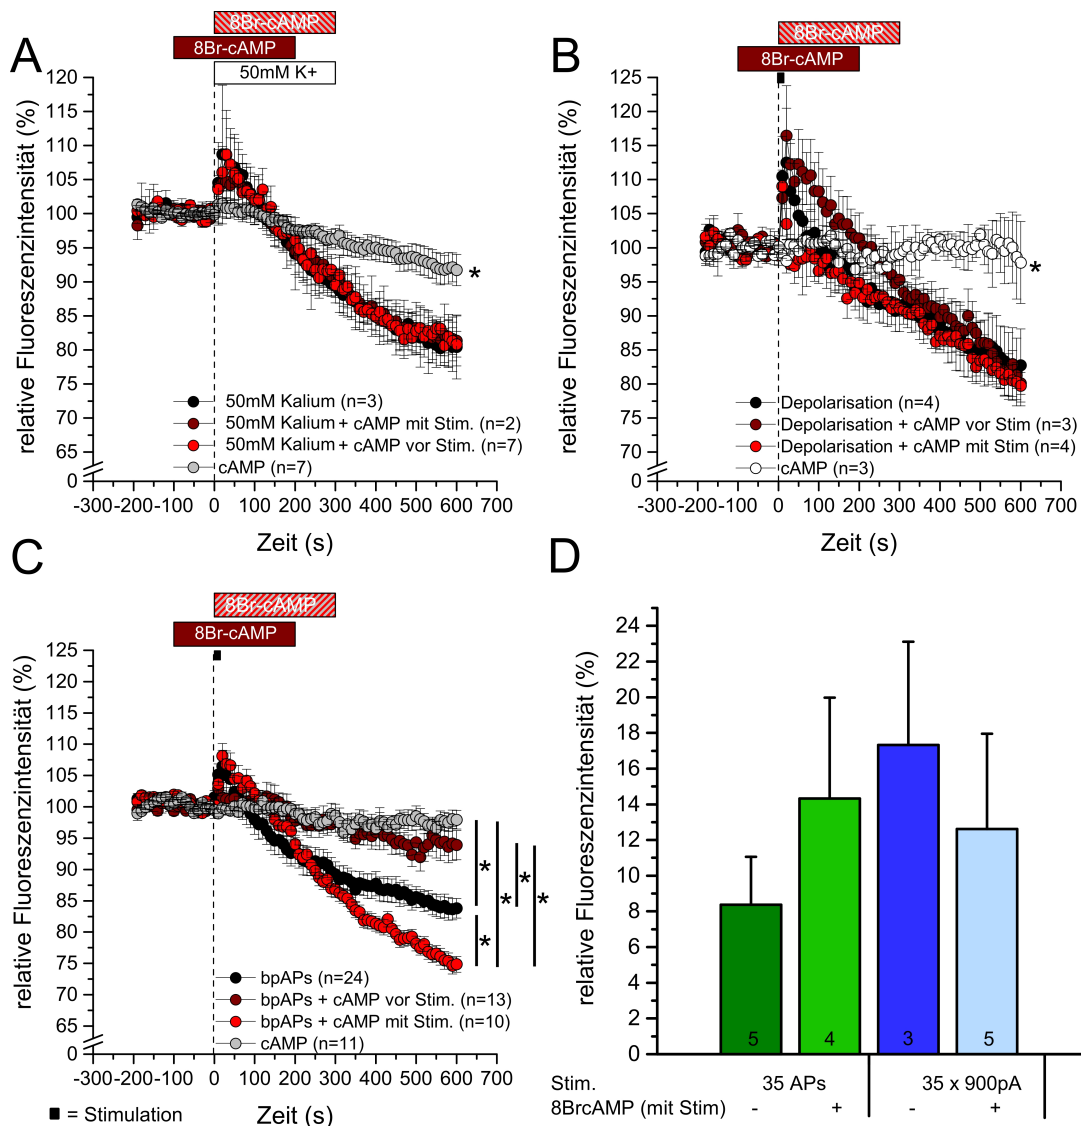 A
8Br-cAMP
8Br-cAMP
50mM K+
relative Fluoreszenzintensität (%)
120
115
110
105
100
95
90
85
80
75
70
65
0
*
50mM Kalium (n=3)
50mM Kalium + cAMP mit Stim. (n=2)
50mM Kalium + cAMP vor Stim. (n=7)
cAMP (n=7)
-300 -200 -100 0 100 200 300 400 500 600 700
Zeit (s)
B
8Br-cAMP
8Br-cAMP
relative Fluoreszenzintensität (%)
125
120
115
110
105
100
95
90
85
80
75
70
0
*
Depolarisation (n=4)
Depolarisation + cAMP vor Stim (n=3)
Depolarisation + cAMP mit Stim (n=4)
cAMP (n=3)
-300 -200 -100 0 100 200 300 400 500 600 700
Zeit (s)
C
8Br-cAMP
8Br-cAMP
relative Fluoreszenzintensität (%)
125
120
115
110
105
100
95
90
85
80
75
70
65
0
* * * * *
bpAPs (n=24)
bpAPs + cAMP vor Stim. (n=13)
bpAPs + cAMP mit Stim. (n=10)
cAMP (n=11)
-300 -200 -100 0 100 200 300 400 500 600 700
= Stimulation
Zeit (s)
D
relative Fluoreszenzintensität (%)
24
22
20
18
16
14
12
10
8
6
4
2
0
5 4 3 5
Stim. 35 APs 35 x 900pA
8BrcAMP (mit Stim) - + - +